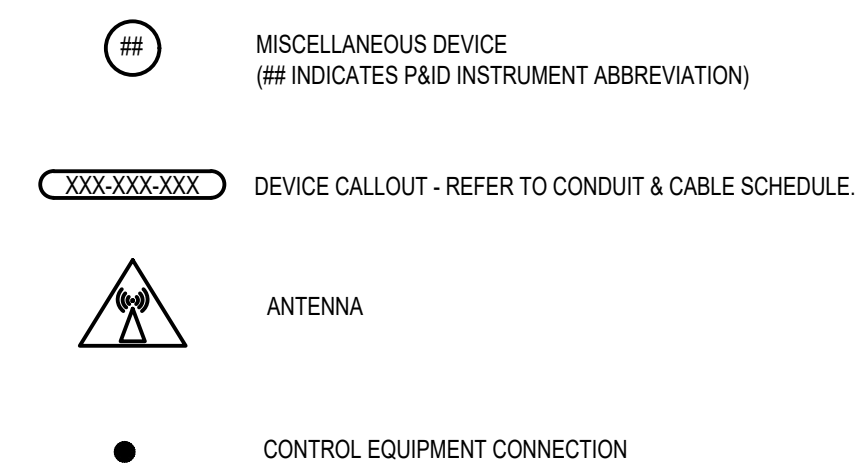 ##
MISCELLANEOUS DEVICE
(## INDICATES P&ID INSTRUMENT ABBREVIATION)
XXX-XXX-XXX
DEVICE CALLOUT - REFER TO CONDUIT & CABLE SCHEDULE.
ANTENNA
CONTROL EQUIPMENT CONNECTION